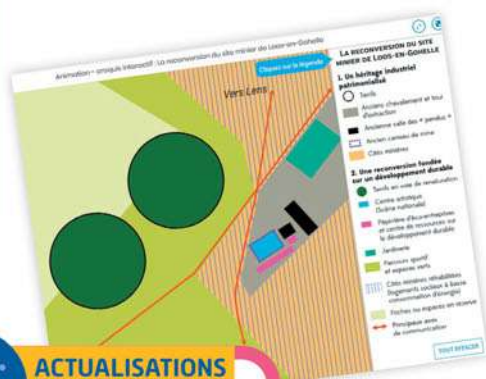 Animation – croquis interactif : La reconversion du site minier de Loos-en-Gohelle
Cliquez sur la légende
Vers Lens
LA RECONVERSION DU SITE
MINIER DE LOOS-EN-GOHELLE
1. Un héritage industriel
patrimonialisé
Terrils
Anciens chevalement et tour
d'extraction
Ancienne salle des « pendus »
Ancien carreau de mine
Cités minières
2. Une reconversion fondée
sur un développement durable
Terrils en voie de renaturation
Centre artistique
(Scène nationale)
Pépinière d'éco-entreprises
et centre de ressources sur
le développement durable
Jardinerie
Parcours sportif
et espaces verts
Cités minières réhabilitées
(logements sociaux à basse
consommation d'énergie)
Friches ou espaces en réserve
Principaux axes
de communication
TOUT EFFACER
ACTUALISATIONS